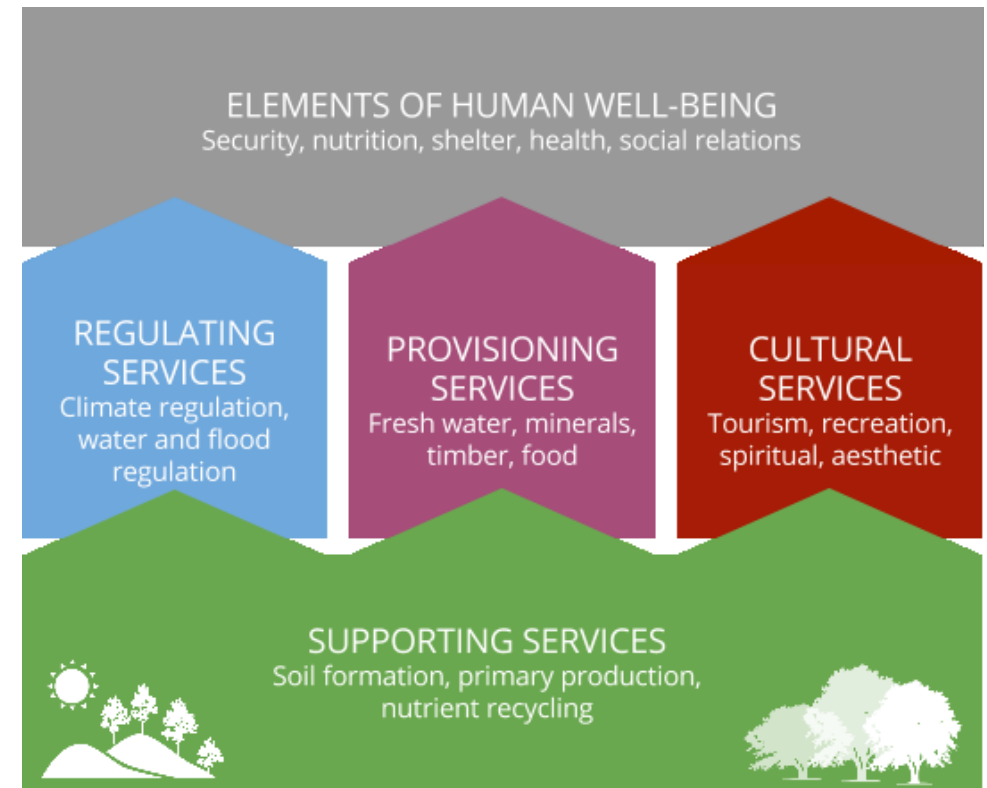 ELEMENTS OF HUMAN WELL-BEING
Security, nutrition, shelter, health, social relations
REGULATING
SERVICES
Climate regulation,
water and flood
regulation
PROVISIONING
SERVICES
Fresh water, minerals,
timber, food
CULTURAL
SERVICES
Tourism, recreation,
spiritual, aesthetic
SUPPORTING SERVICES
Soil formation, primary production,
nutrient recycling